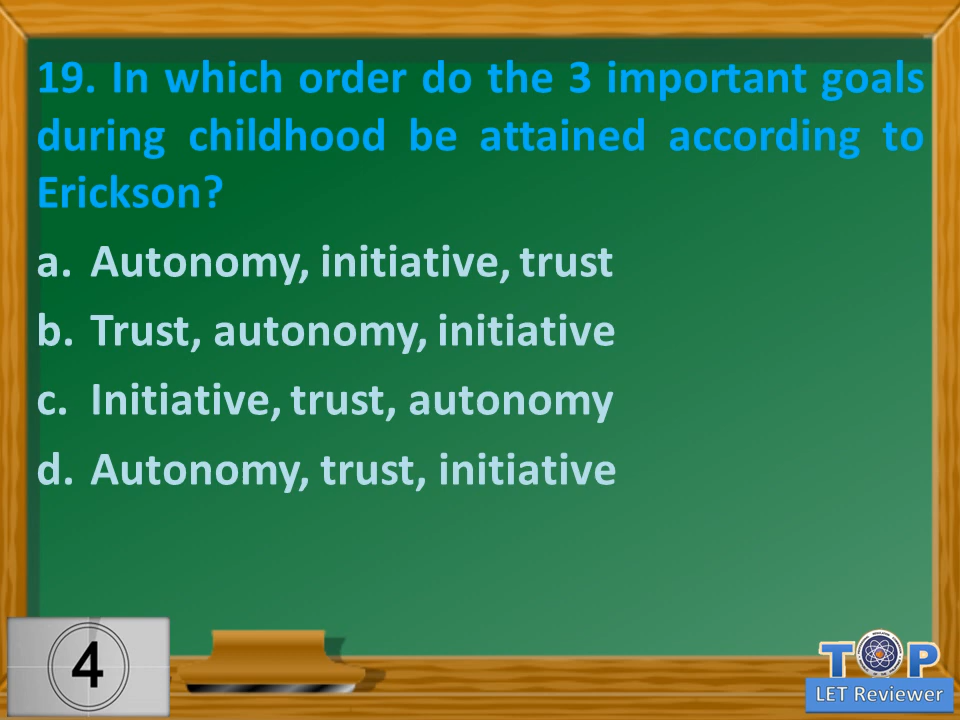 19. In which order do the 3 important goals
during childhood be attained according to
Erickson?
a. Autonomy, initiative, trust
b. Trust, autonomy, initiative
c. Initiative, trust, autonomy
d. Autonomy, trust, initiative
4
TOP
LET Reviewer